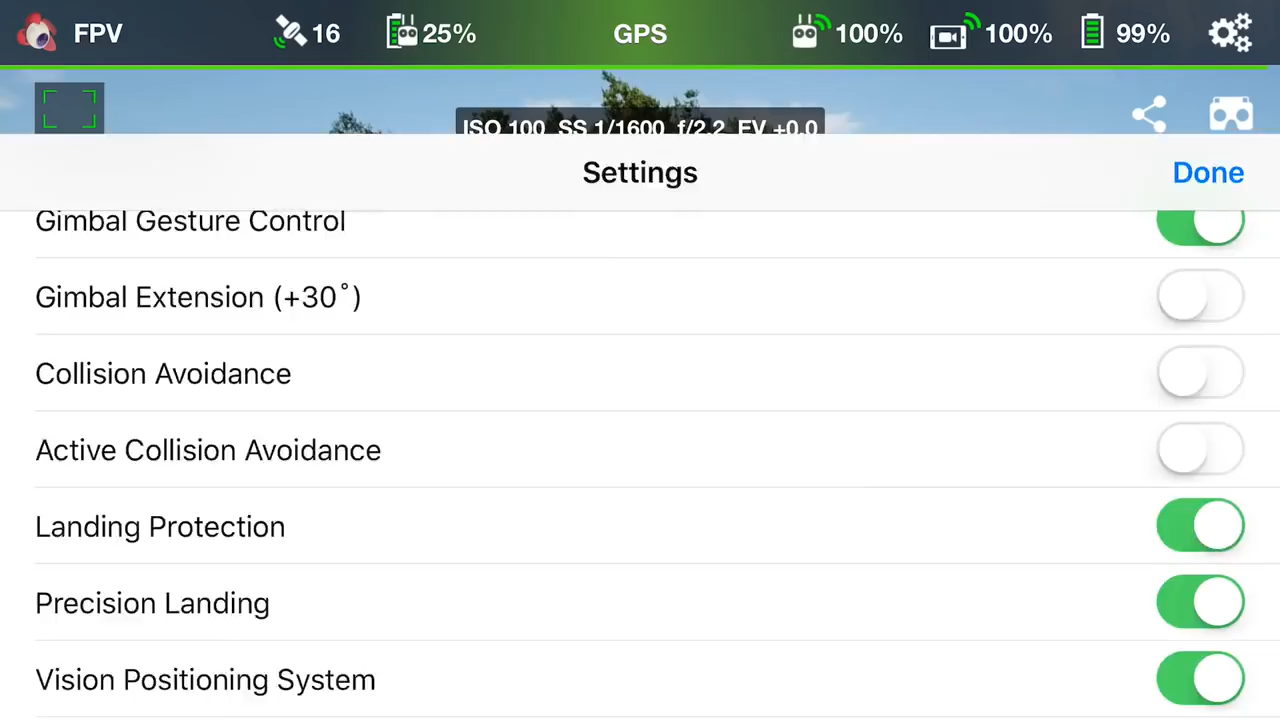 FPV 16 25% GPS 100% 100% 99%
ISO 100 SS 1/1600 f/2.2 EV +0.0
Settings Done
Gimbal Gesture Control
Gimbal Extension (+30˚)
Collision Avoidance
Active Collision Avoidance
Landing Protection
Precision Landing
Vision Positioning System